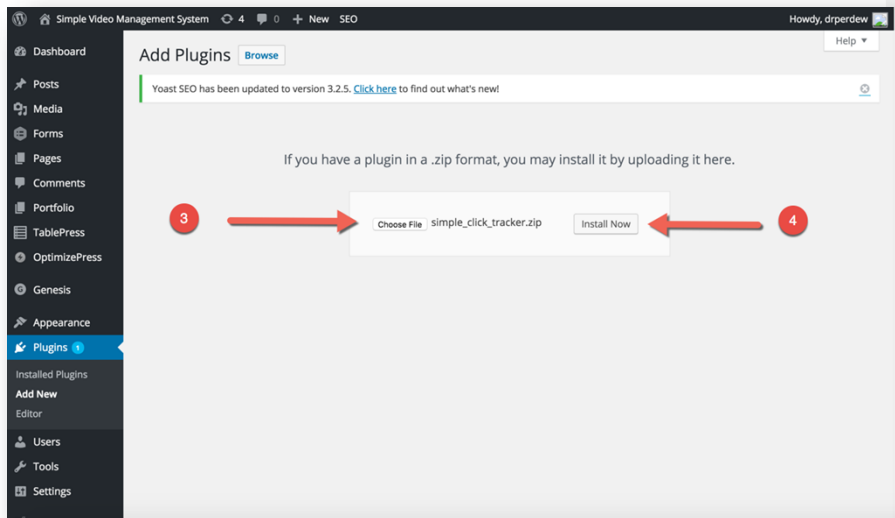 Simple Video Management System 4 0 + New SEO Howdy, drperdew
Help ▼
Dashboard
Posts
Media
Forms
Pages
Comments
Portfolio
TablePress
OptimizePress
Genesis
Appearance
Plugins 1
Installed Plugins
Add New
Editor
Users
Tools
Settings
Add Plugins Browse
Yoast SEO has been updated to version 3.2.5. Click here to find out what's new!
If you have a plugin in a .zip format, you may install it by uploading it here.
3 Choose File simple_click_tracker.zip Install Now 4